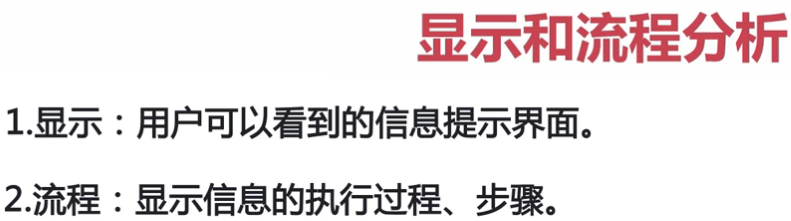 显示和流程分析
1.显示：用户可以看到的信息提示界面。
2.流程：显示信息的执行过程、步骤。